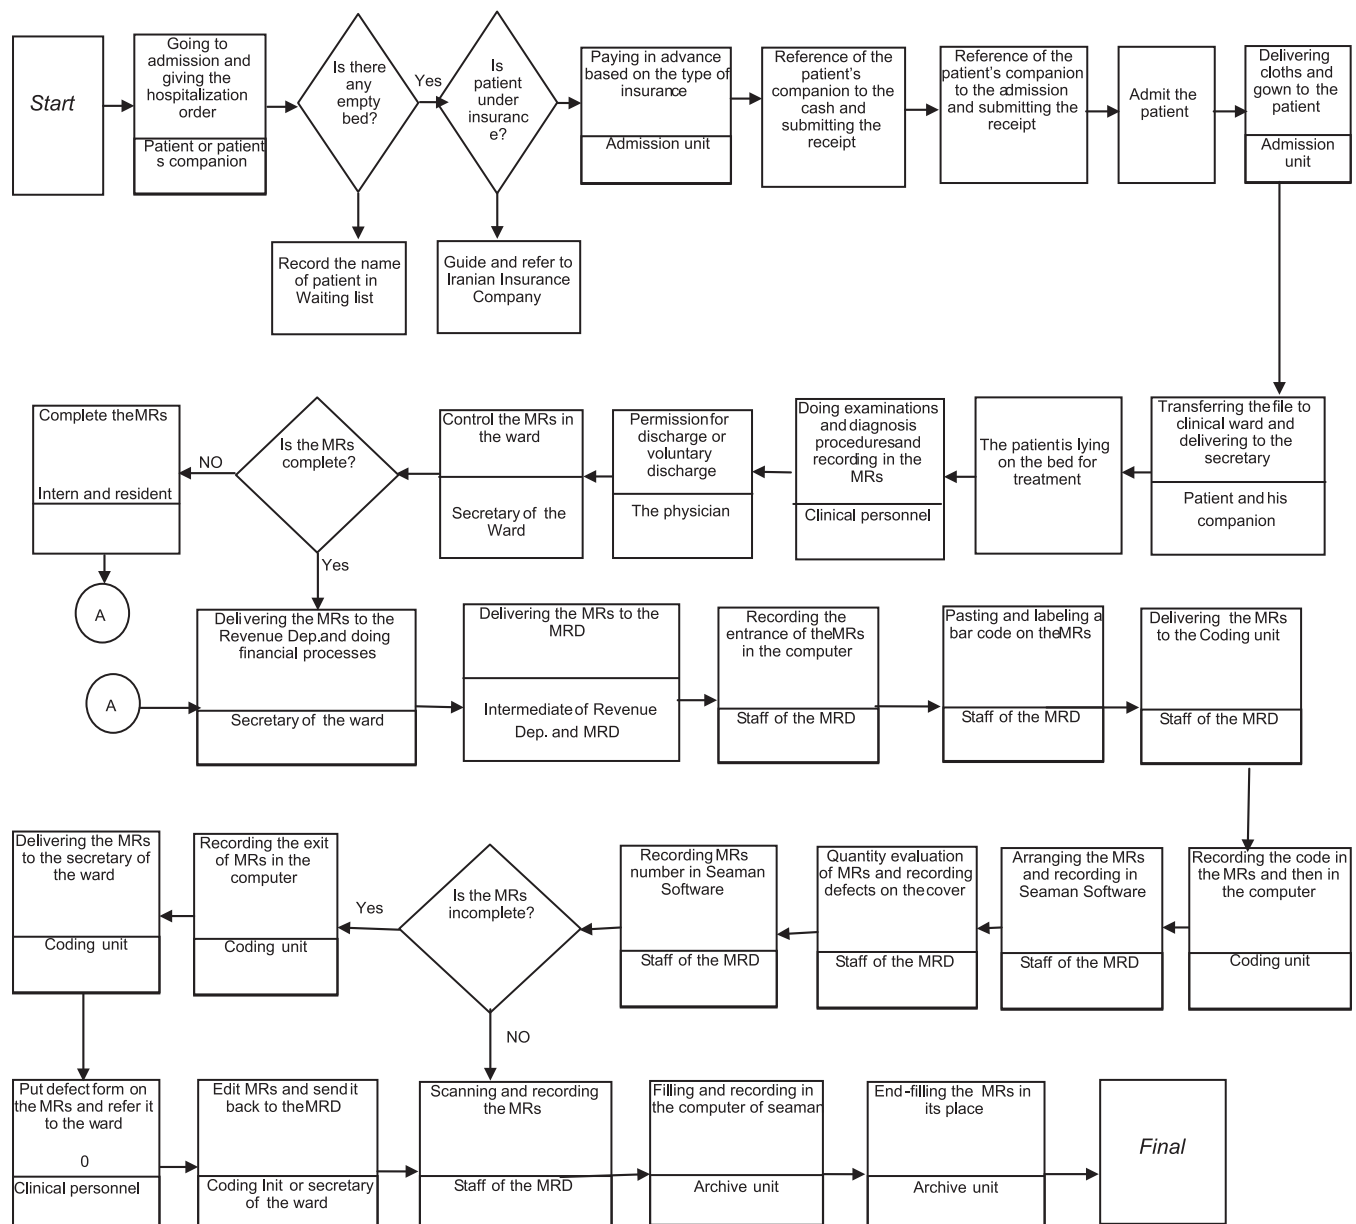 Start
Going to
admission and
giving the
hospitalization
order
Patient or patient
s companion
Is there
any
empty
bed?
Yes
Is
patient
under
insuranc
e?
Paying in advance
based on the type of
insurance
Admission unit
Reference of the
patient's
companion to the
cash and
submitting the
receipt
Reference of the
patient's companion
to the admission
and submitting the
receipt
Admit the
patient
Delivering
cloths and
gown to the
patient
Admission
unit
Record the name
of patient in
Waiting list
Guide and refer to
Iranian Insurance
Company
Complete the MRs
Intern and resident
NO
Is the MRs
complete?
Yes
Control the MRs in
the ward
Secretary of the
Ward
Permission for
discharge or
voluntary
discharge
The physician
Doing examinations
and diagnosis
procedures and
recording in the
MRs
Clinical personnel
The patient is lying
on the bed for
treatment
Transferring the file to
clinical ward and
delivering to the
secretary
Patient and his
companion
A
A
Delivering the MRs to the
Revenue Dep.and doing
financial processes
Secretary of the ward
Delivering the MRs to the
MRD
Intermediate of Revenue
Dep. and MRD
Recording the
entrance of the MRs
in the computer
Staff of the MRD
Pasting and labeling a
bar code on the MRs
Staff of the MRD
Delivering the MRs
to the Coding unit
Staff of the MRD
Delivering the MRs
to the secretary of
the ward
Coding unit
Recording the exit
of MRs in the
computer
Coding unit
Yes
Is the MRs
incomplete?
NO
Recording MRs
number in Seaman
Software
Staff of the MRD
Quantity evaluation
of MRs and recording
defects on the cover
Staff of the MRD
Arranging the MRs
and recording in
Seaman Software
Staff of the MRD
Recording the code in
the MRs and then in
the computer
Coding unit
Put defect form on
the MRs and refer it
to the ward
0
Clinical personnel
Edit MRs and send it
back to the MRD
Coding Init or secretary
of the ward
Scanning and recording
the MRs
Staff of the MRD
Filling and recording in
the computer of seaman
Archive unit
End-filling the MRs in
its place
Archive unit
Final